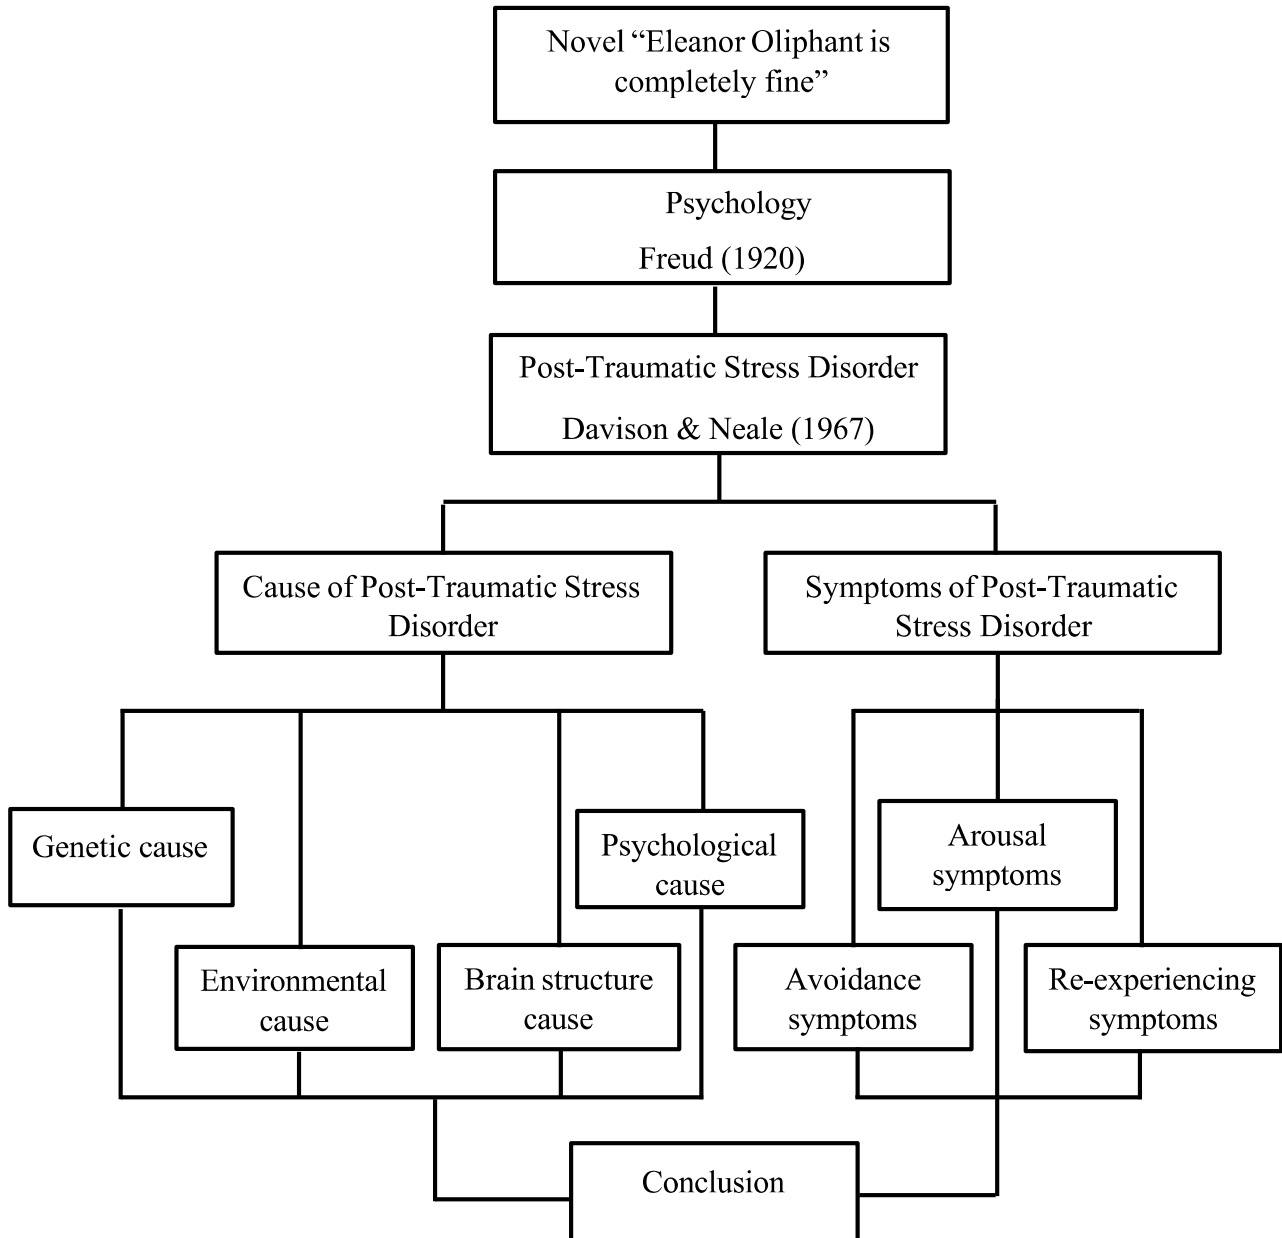 Novel “Eleanor Oliphant is
completely fine”
Psychology
Freud (1920)
Post-Traumatic Stress Disorder
Davison & Neale (1967)
Cause of Post-Traumatic Stress
Disorder
Symptoms of Post-Traumatic
Stress Disorder
Genetic cause
Psychological
cause
Arousal
symptoms
Environmental
cause
Brain structure
cause
Avoidance
symptoms
Re-experiencing
symptoms
Conclusion